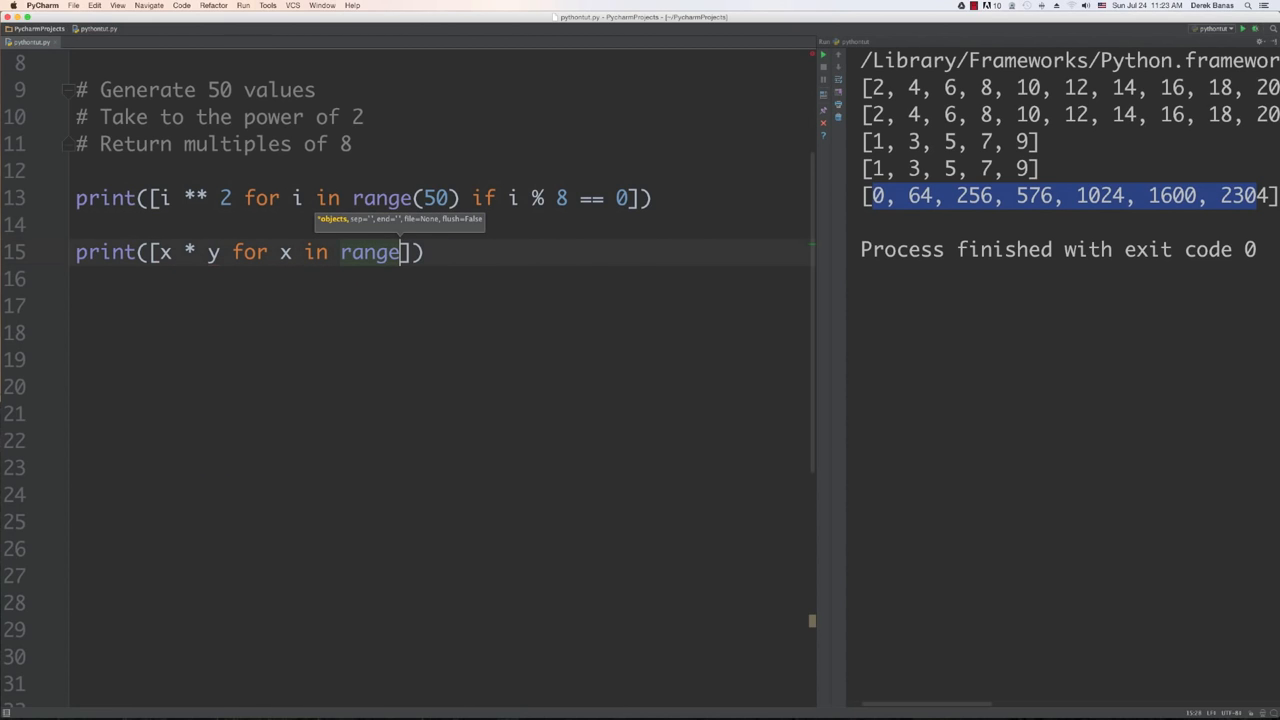 PyCharm File Edit View Navigate Code Refactor Run Tools VCS Window Help
10 Sun Jul 24 11:23 AM Derek Banas
pythontut.py - PyCharmProjects - [~/PycharmProjects]
PycharmProjects pythontut.py
pythontut
pythontut.py
Run pythontut
8
9 # Generate 50 values
10 # Take to the power of 2
11 # Return multiples of 8
12
13 print([i ** 2 for i in range(50) if i % 8 == 0])
14
*objects, sep=' ', end=' ', file=None, flush=False
15 print([x * y for x in range])
16
17
18
19
20
21
22
23
24
25
26
27
28
29
30
31
/Library/Frameworks/Python.framewor
[2, 4, 6, 8, 10, 12, 14, 16, 18, 20
[2, 4, 6, 8, 10, 12, 14, 16, 18, 20
[1, 3, 5, 7, 9]
[1, 3, 5, 7, 9]
[0, 64, 256, 576, 1024, 1600, 2304]
Process finished with exit code 0
15:28 LF‡ UTF-8‡